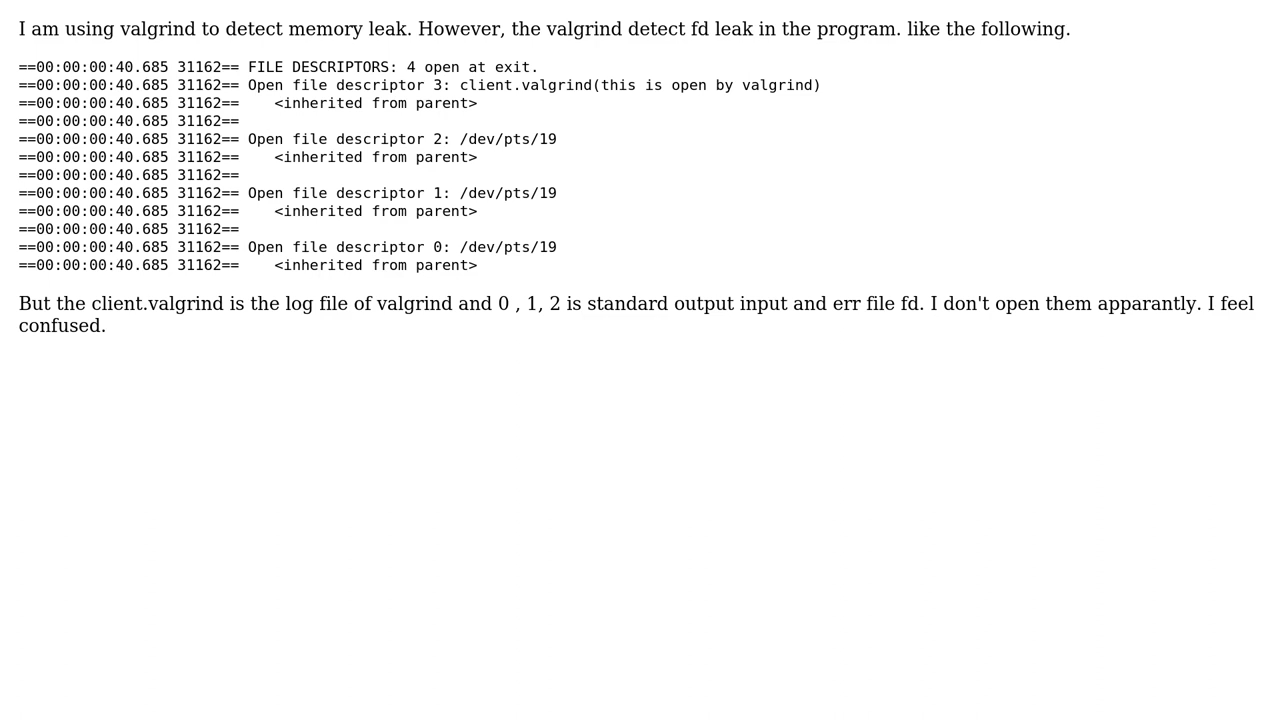 I am using valgrind to detect memory leak. However, the valgrind detect fd leak in the program. like the following.
==00:00:00:40.685 31162== FILE DESCRIPTORS: 4 open at exit.
==00:00:00:40.685 31162== Open file descriptor 3: client.valgrind(this is open by valgrind)
==00:00:00:40.685 31162==    <inherited from parent>
==00:00:00:40.685 31162==
==00:00:00:40.685 31162== Open file descriptor 2: /dev/pts/19
==00:00:00:40.685 31162==    <inherited from parent>
==00:00:00:40.685 31162==
==00:00:00:40.685 31162== Open file descriptor 1: /dev/pts/19
==00:00:00:40.685 31162==    <inherited from parent>
==00:00:00:40.685 31162==
==00:00:00:40.685 31162== Open file descriptor 0: /dev/pts/19
==00:00:00:40.685 31162==    <inherited from parent>
But the client.valgrind is the log file of valgrind and 0 , 1, 2 is standard output input and err file fd. I don't open them apparantly. I feel
confused.